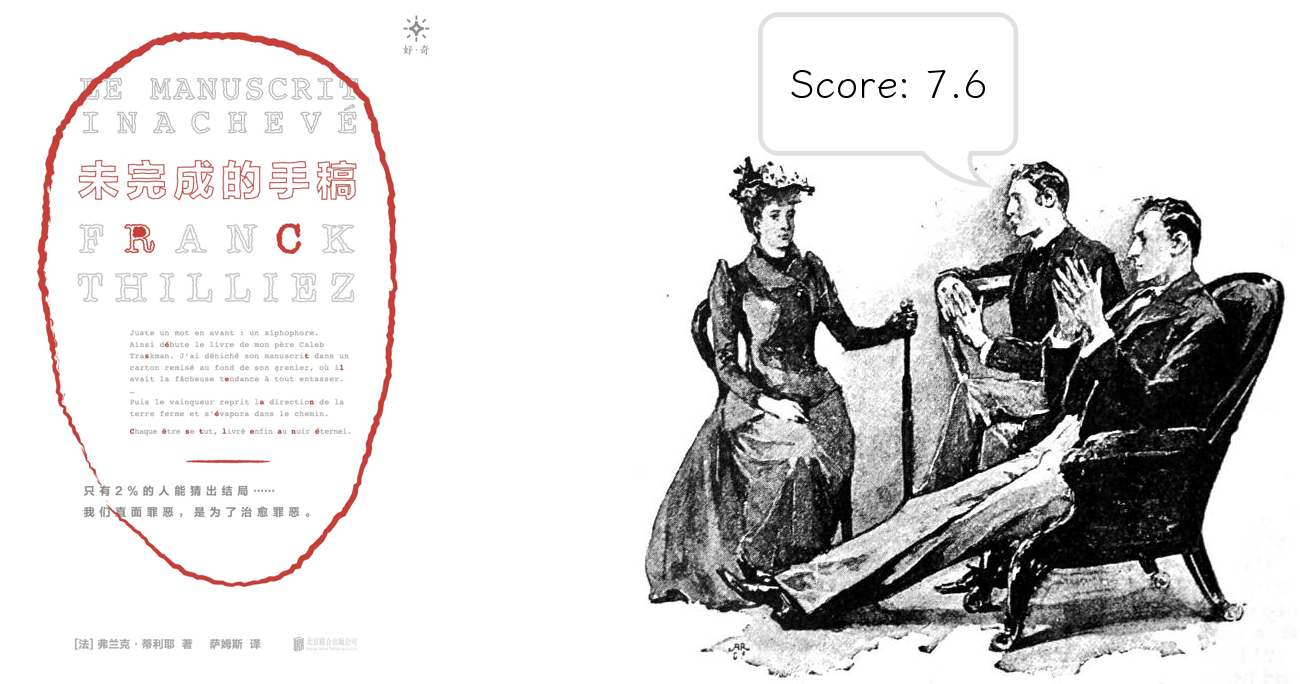 好·奇
LE MANUSCRIT
INACHEVÉ
未完成的手稿
FRANCK
THILLIEZ
Juste un mot en avant : un xiphophore.
Ainsi débute le livre de mon père Caleb
Traskman. J'ai déniché son manuscrit dans un
carton remisé au fond de son grenier, où il
avait la fâcheuse tendance à tout entasser.
…
Puis le vainqueur reprit la direction de la
terre ferme et s'évapora dans le chemin.
Chaque être se tut, livré enfin au noir éternel.
只有2%的人能猜出结局……
我们直面罪恶，是为了治愈罪恶。
[法] 弗兰克·蒂利耶 著 萨姆斯 译
北京联合出版公司
Score: 7.6